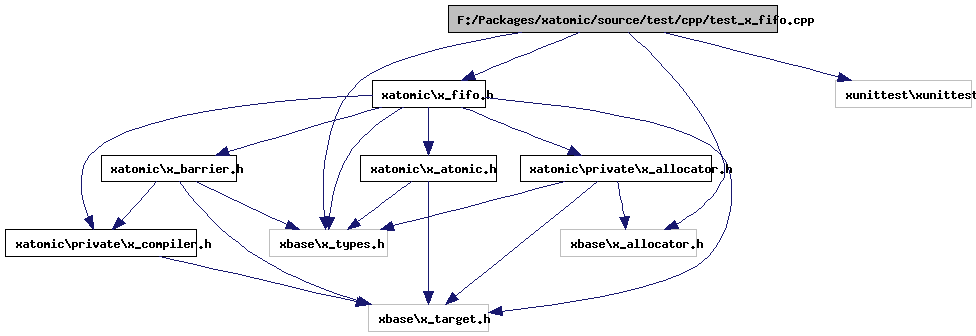 F:/Packages/xatomic/source/test/cpp/test_x_fifo.cpp
xatomic\x_fifo.h
xunittest\xunittest
xatomic\x_barrier.h
xatomic\x_atomic.h
xatomic\private\x_allocator.h
xatomic\private\x_compiler.h
xbase\x_types.h
xbase\x_allocator.h
xbase\x_target.h